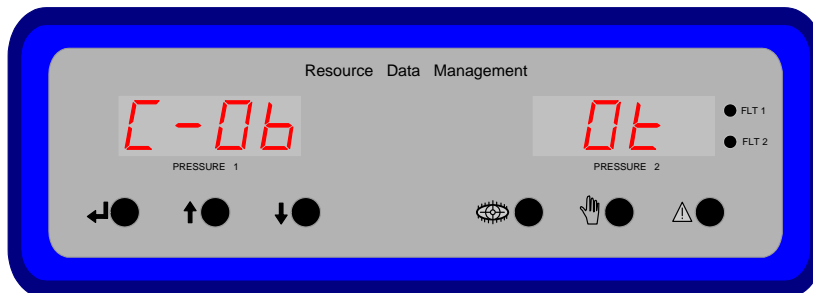 Resource Data Management
C-0b
0t
FLT 1
FLT 2
PRESSURE 1
PRESSURE 2